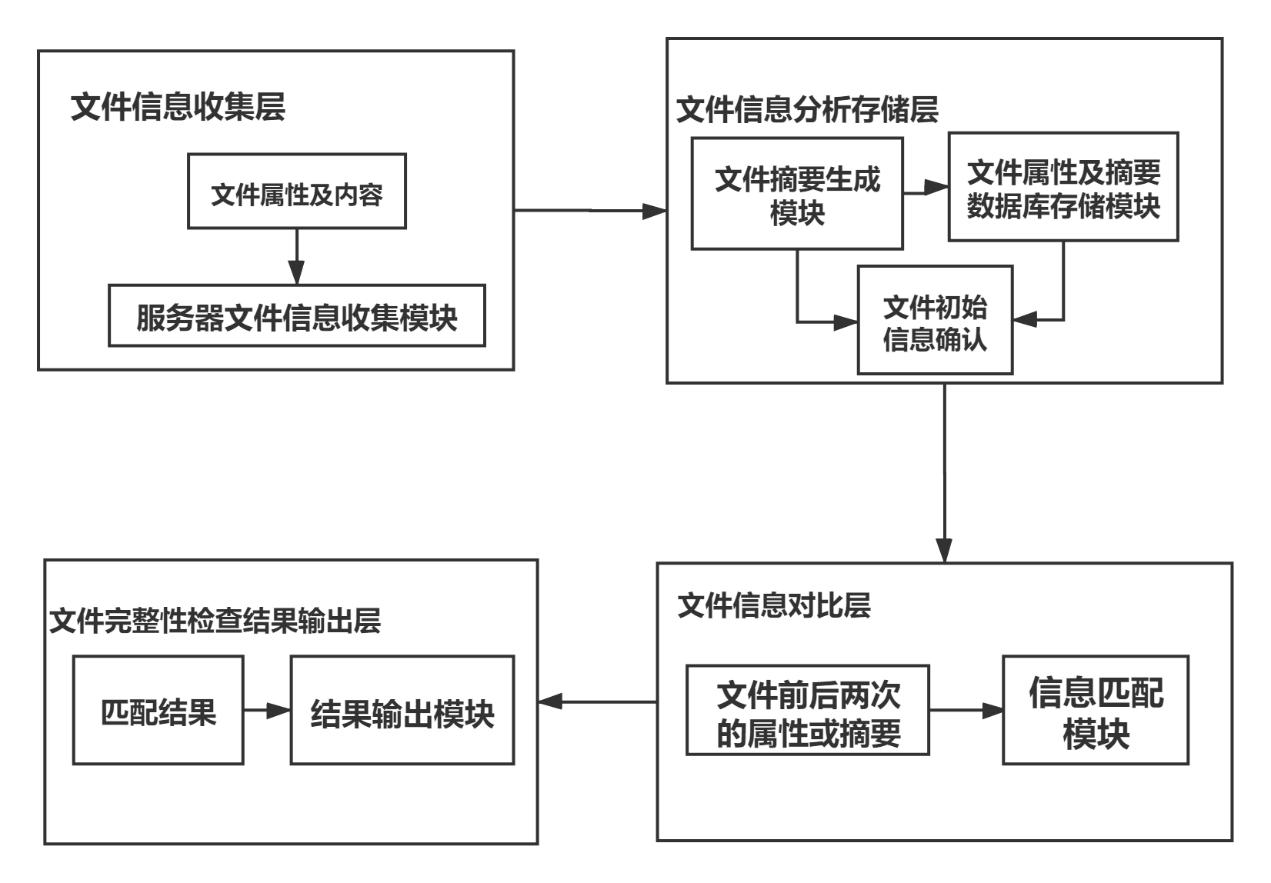 文件信息收集层
文件属性及内容
服务器文件信息收集模块
文件信息分析存储层
文件摘要生成
模块
文件属性及摘要
数据库存储模块
文件初始
信息确认
文件信息对比层
文件前后两次
的属性或摘要
信息匹配
模块
文件完整性检查结果输出层
匹配结果
结果输出模块